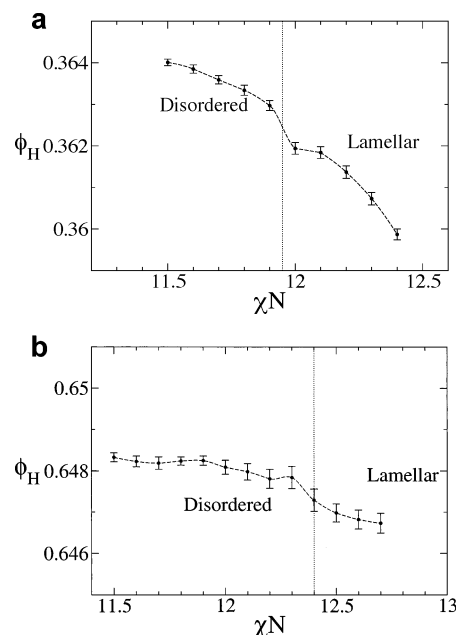 a
0.364
Disordered
ϕH
0.362
Lamellar
0.36
11.5 12 12.5
χN
b
0.65
ϕH
0.648
Lamellar
Disordered
0.646
11.5 12 12.5 13
χN